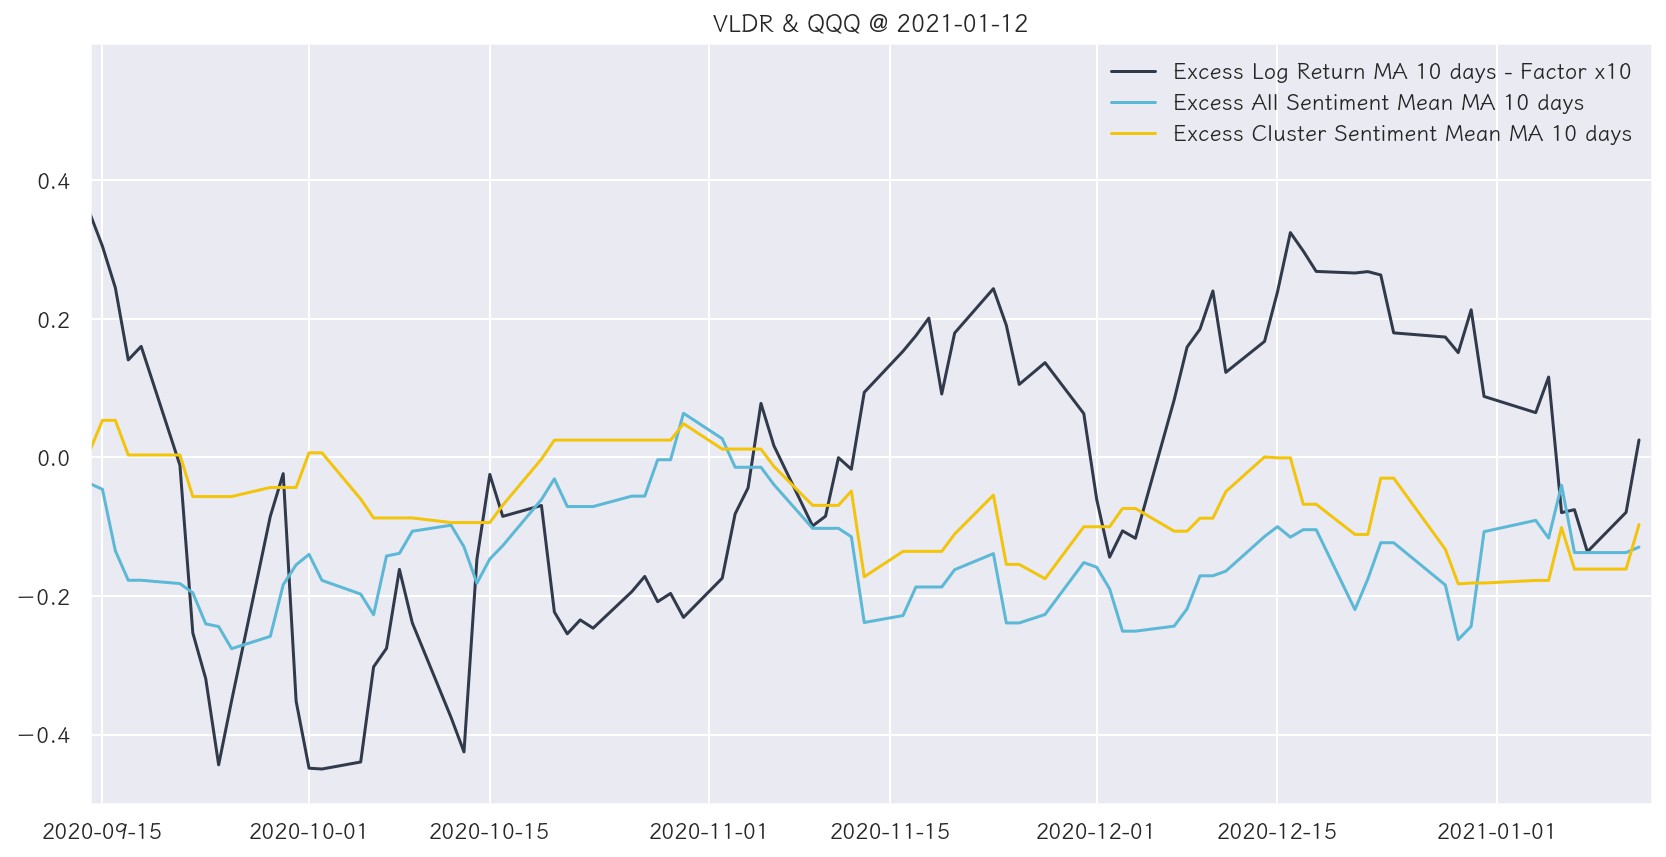 VLDR & QQQ @ 2021-01-12
Excess Log Return MA 10 days - Factor x10
Excess All Sentiment Mean MA 10 days
Excess Cluster Sentiment Mean MA 10 days
0.4
0.2
0.0
−0.2
−0.4
2020-09-15 2020-10-01 2020-10-15 2020-11-01 2020-11-15 2020-12-01 2020-12-15 2021-01-01